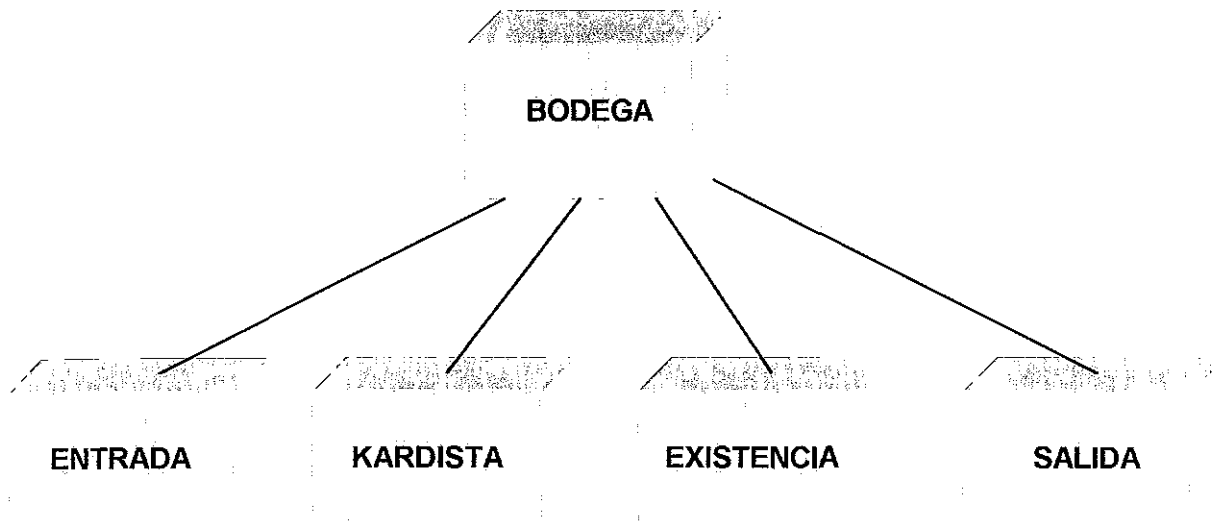 BODEGA
ENTRADA
KARDISTA
EXISTENCIA
SALIDA